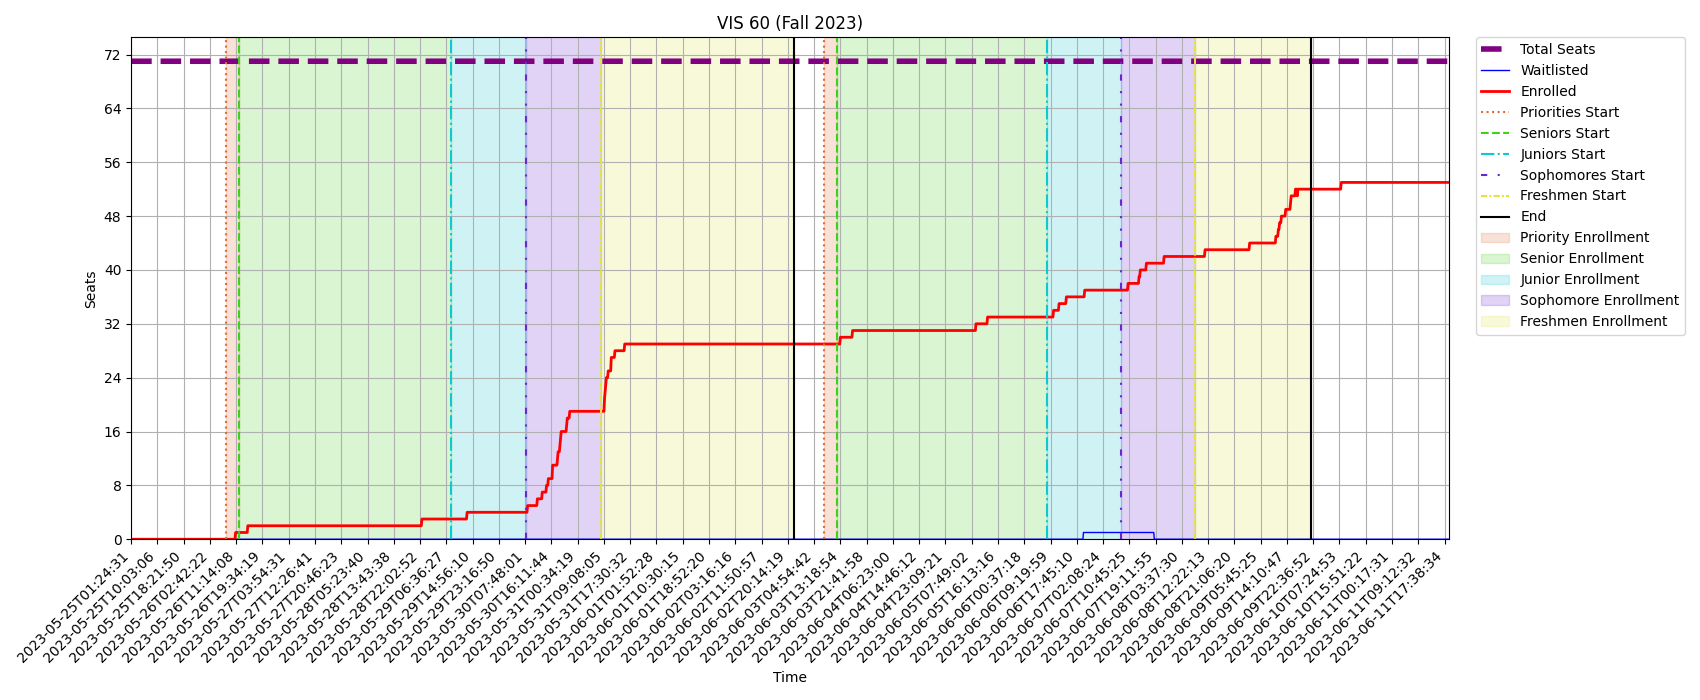 VIS 60 (Fall 2023)
72
64
56
48
40
32
24
16
8
0
Seats
2023-05-25T01:24:31
2023-05-25T10:03:06
2023-05-25T18:21:50
2023-05-26T02:42:22
2023-05-26T11:14:08
2023-05-26T19:34:19
2023-05-27T03:54:31
2023-05-27T12:26:41
2023-05-27T20:46:23
2023-05-28T05:23:40
2023-05-28T13:43:38
2023-05-28T22:02:52
2023-05-29T06:36:27
2023-05-29T14:56:10
2023-05-29T23:16:50
2023-05-30T07:48:01
2023-05-30T16:11:44
2023-05-31T00:34:19
2023-05-31T09:08:05
2023-05-31T17:30:32
2023-06-01T01:52:28
2023-06-01T10:30:15
2023-06-01T18:52:20
2023-06-02T03:16:16
2023-06-02T11:50:57
2023-06-02T20:14:19
2023-06-03T04:54:42
2023-06-03T13:18:54
2023-06-03T21:41:58
2023-06-04T06:23:00
2023-06-04T14:46:12
2023-06-04T23:09:21
2023-06-05T07:49:02
2023-06-05T16:13:16
2023-06-06T00:37:18
2023-06-06T09:19:59
2023-06-06T17:45:10
2023-06-07T02:08:24
2023-06-07T10:45:25
2023-06-07T19:11:55
2023-06-08T03:37:30
2023-06-08T12:22:13
2023-06-08T21:06:20
2023-06-09T05:45:25
2023-06-09T14:10:47
2023-06-09T22:36:52
2023-06-10T07:24:53
2023-06-10T15:51:22
2023-06-11T00:17:31
2023-06-11T09:12:32
2023-06-11T17:38:34
Time
Total Seats
Waitlisted
Enrolled
Priorities Start
Seniors Start
Juniors Start
Sophomores Start
Freshmen Start
End
Priority Enrollment
Senior Enrollment
Junior Enrollment
Sophomore Enrollment
Freshmen Enrollment